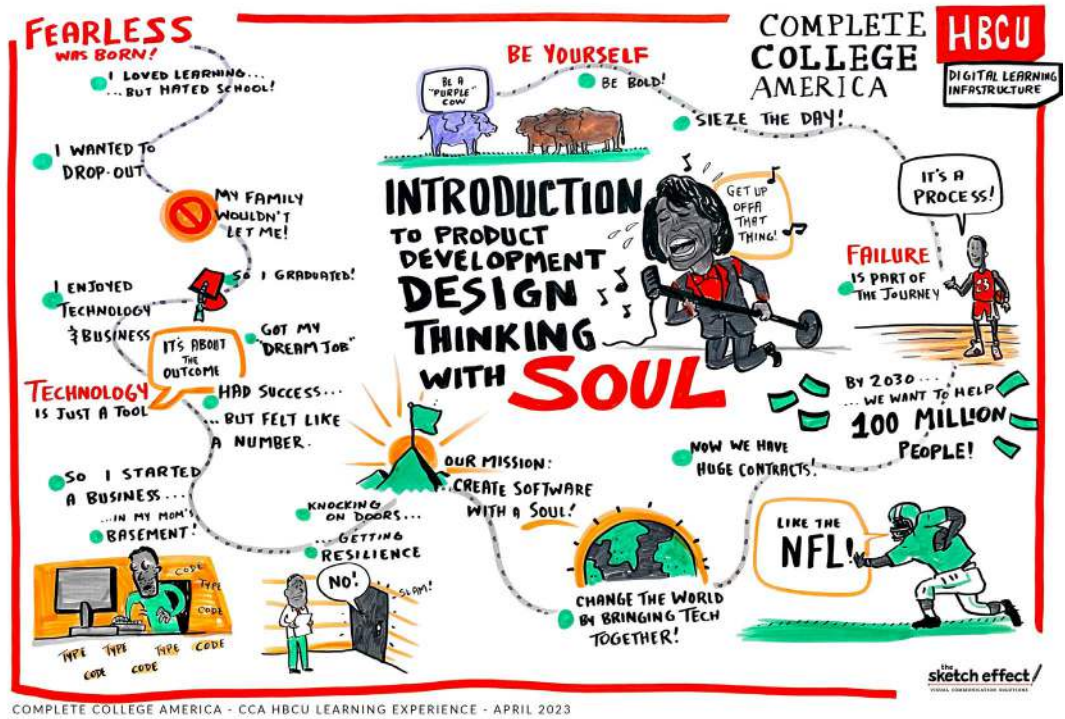 FEARLESS
WAS BORN!
I LOVED LEARNING...
...BUT HATED SCHOOL!
I WANTED TO
DROP-OUT
MY FAMILY
WOULDN'T
LET ME!
SO I GRADUATED!
I ENJOYED
TECHNOLOGY
& BUSINESS
GOT MY
"DREAM JOB"
IT'S ABOUT
THE
OUTCOME
TECHNOLOGY
IS JUST A TOOL
HAD SUCCESS...
...BUT FELT LIKE
A NUMBER.
SO I STARTED
A BUSINESS...
...IN MY MOM'S
BASEMENT!
CODE
TYPE
CODE
TYPE TYPE TYPE CODE
CODE CODE
KNOCKING
ON DOORS...
...GETTING
RESILIENCE
NO!
SLAM!
BE YOURSELF
BE A
"PURPLE"
COW
BE BOLD!
SIEZE THE DAY!
COMPLETE
COLLEGE
AMERICA
HBCU
DIGITAL LEARNING
INFASTRUCTURE
INTRODUCTION
TO PRODUCT
DEVELOPMENT
DESIGN
THINKING
WITH SOUL
GET UP
OFFA
THAT
THING!
IT'S A
PROCESS!
FAILURE
IS PART OF
THE JOURNEY
23
OUR MISSION:
CREATE SOFTWARE
WITH A SOUL!
CHANGE THE WORLD
BY BRINGING TECH
TOGETHER!
NOW WE HAVE
HUGE CONTRACTS!
LIKE THE
NFL!
BY 2030...
...WE WANT TO HELP
100 MILLION
PEOPLE!
the
sketch effect/
VISUAL COMMUNICATION SOLUTIONS
COMPLETE COLLEGE AMERICA - CCA HBCU LEARNING EXPERIENCE - APRIL 2023